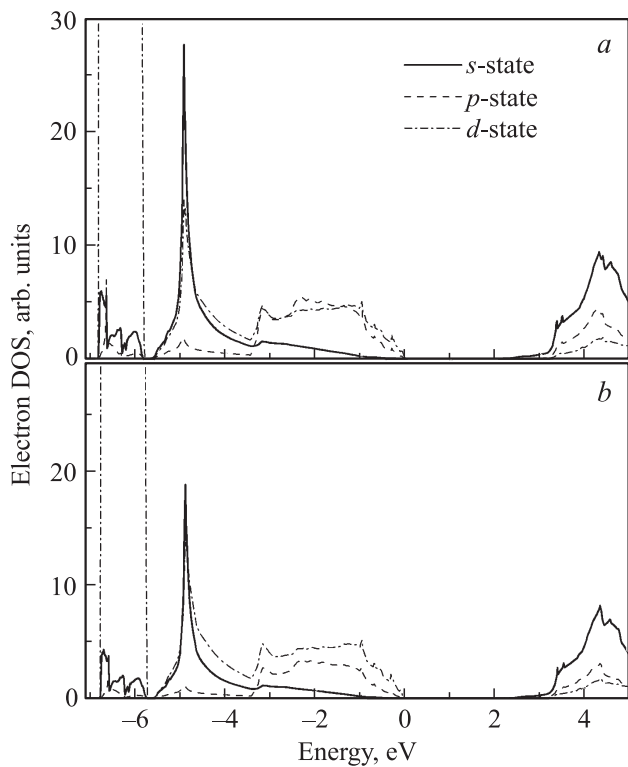 30
a
s-state
p-state
d-state
20
10
0
Electron DOS, arb. units
b
20
10
0
–6 –4 –2 0 2 4
Energy, eV